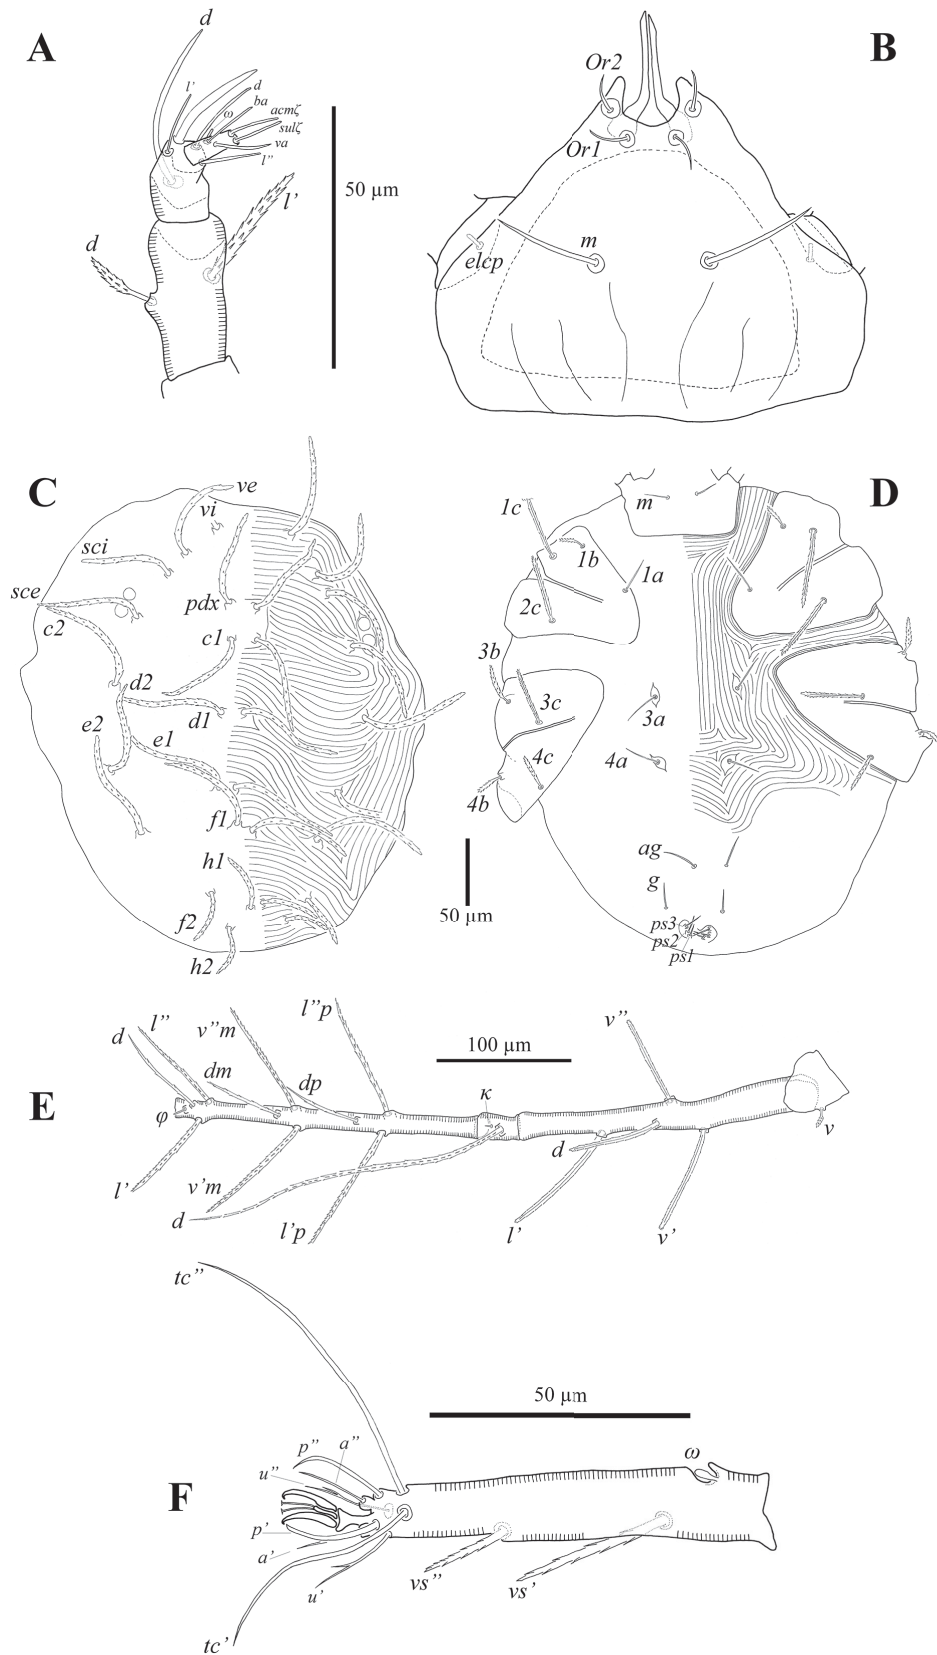 A
d
l'
d
ba
ω
acmζ
sulζ
va
l''
l'
d
50 µm
B
Or2
Or1
m
elcp
C
ve
vi
sci
sce
pdx
c2
c1
d2
d1
e2
e1
f1
h1
f2
h2
50 µm
D
m
1c
1b
1a
2c
3b
3c
3a
4c
4a
4b
ag
g
ps3
ps2
ps1
E
100 µm
d
l''
v''m
l''p
v''
dm
dp
φ
κ
d
v
l'
v'm
d
l'p
l'
v'
F
tc''
50 µm
p''
a''
u''
ω
p'
a'
u'
vs''
vs'
tc'